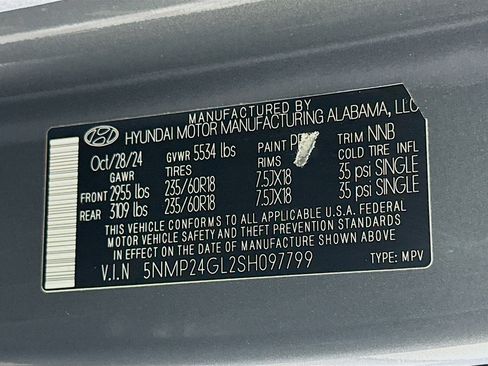 MANUFACTURED BY
HYUNDAI MOTOR MANUFACTURING ALABAMA, LLC
Oct/28/24 GVWR 5534 lbs PAINT TRIM NNB
GAWR TIRES RIMS COLD TIRE INFL
FRONT 2955 lbs 235/60R18 7.5JX18 35 psi SINGLE
REAR 3109 lbs 235/60R18 7.5JX18 35 psi SINGLE
THIS VEHICLE CONFORMS TO ALL APPLICABLE U.S.A. FEDERAL
MOTOR VEHICLE SAFETY AND THEFT PREVENTION STANDARDS
IN EFFECT ON THE DATE OF MANUFACTURE SHOWN ABOVE.
V.I.N 5NMP24GL2SH097799 TYPE: MPV